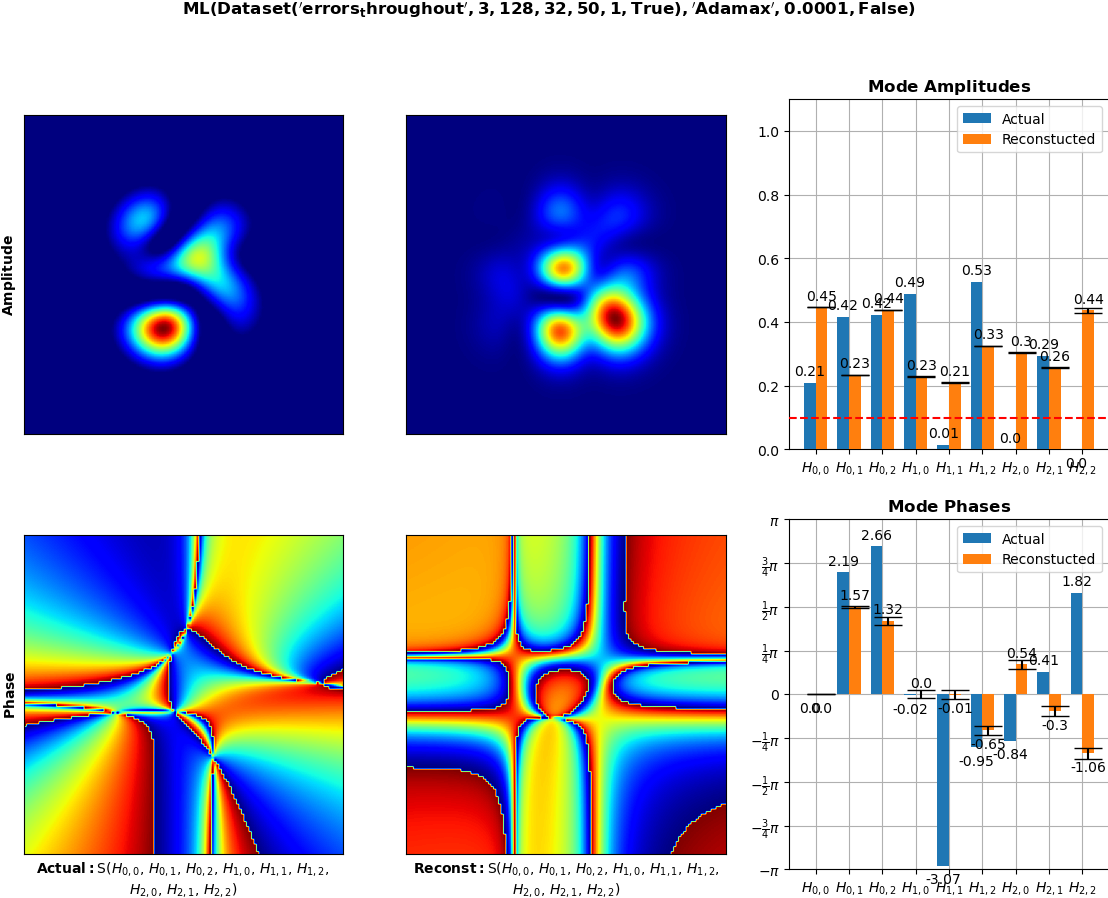 ML(Dataset('errors_throughout', 3, 128, 32, 50, 1, True), 'Adamax', 0.0001, False)
Amplitude
Mode Amplitudes
Actual
Reconstucted
1.0
0.8
0.6
0.4
0.2
0.0
0.21
0.45
0.42
0.23
0.42
0.44
0.49
0.23
0.01
0.21
0.53
0.33
0.0
0.3
0.29
0.26
0.0
0.44
H0,0 H0,1 H0,2 H1,0 H1,1 H1,2 H2,0 H2,1 H2,2
Phase
Actual: S(H0,0, H0,1, H0,2, H1,0, H1,1, H1,2,
H2,0, H2,1, H2,2)
Reconst: S(H0,0, H0,1, H0,2, H1,0, H1,1, H1,2,
H2,0, H2,1, H2,2)
Mode Phases
Actual
Reconstucted
π
3/4π
1/2π
1/4π
0
−1/4π
−1/2π
−3/4π
−π
0.0
0.0
2.19
1.57
2.66
1.32
-0.02
0.0
-3.07
-0.01
-0.95
-0.65
-0.84
0.54
0.41
-0.3
1.82
-1.06
H0,0 H0,1 H0,2 H1,0 H1,1 H1,2 H2,0 H2,1 H2,2